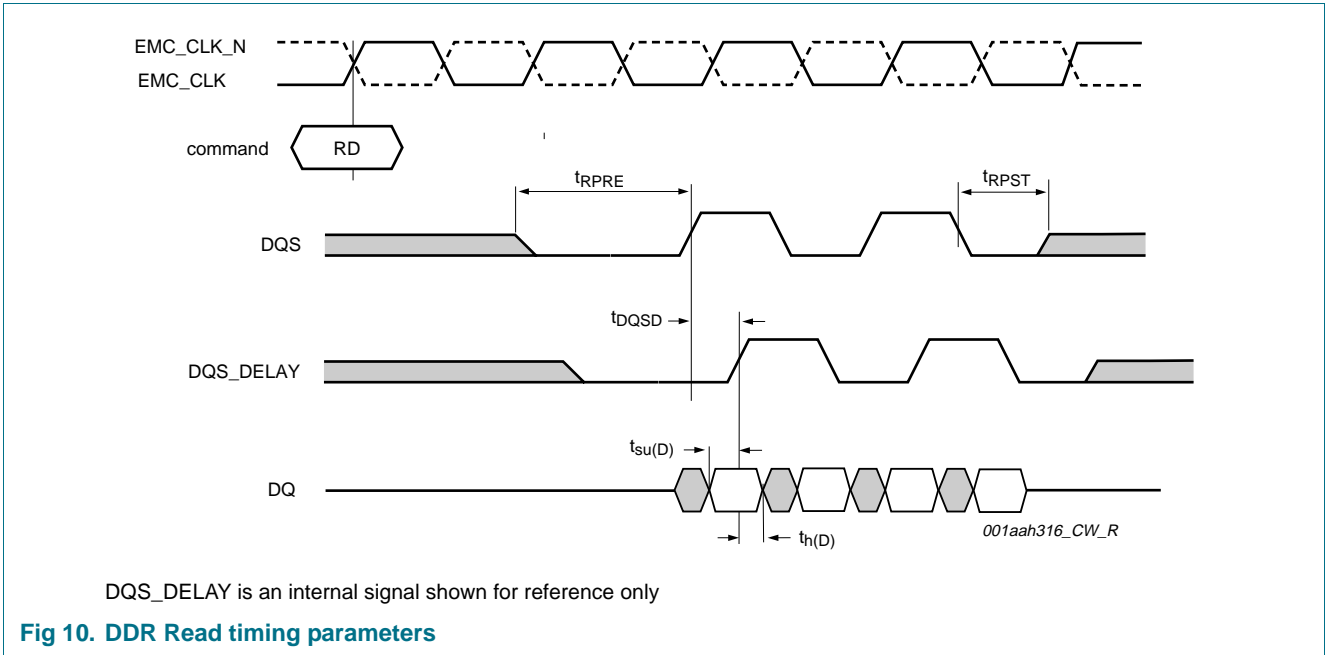 EMC_CLK_N
EMC_CLK
command
RD
tRPRE
tRPST
DQS
tDQSD
DQS_DELAY
tsu(D)
DQ
th(D)
001aah316_CW_R
DQS_DELAY is an internal signal shown for reference only
Fig 10. DDR Read timing parameters